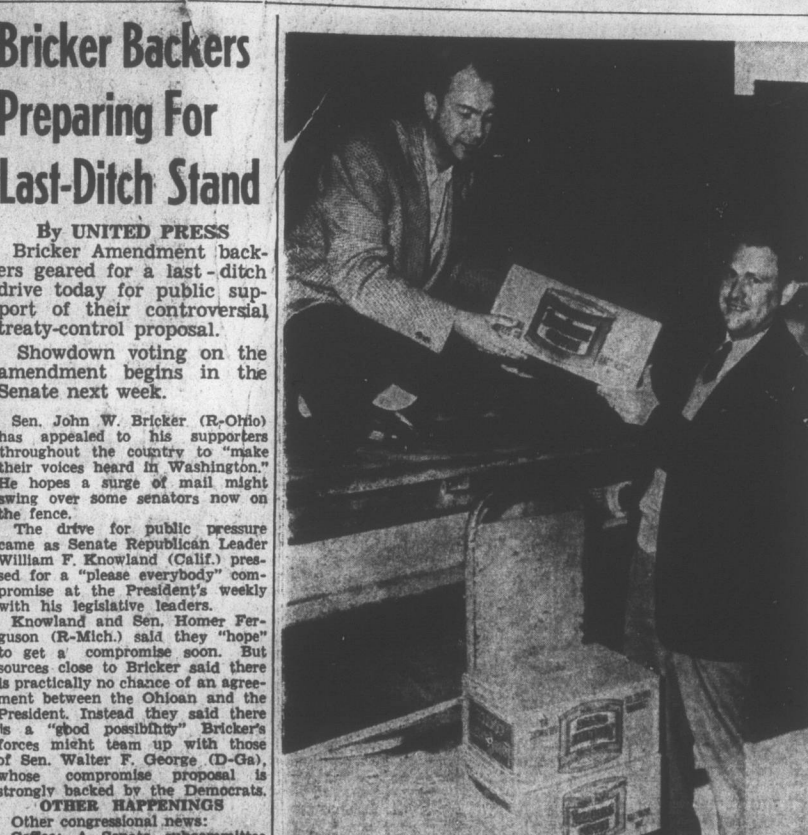 Bricker Backers
Preparing For
Last-Ditch Stand
By UNITED PRESS
Bricker Amendment back-
ers geared for a last-ditch
drive today for public sup-
port of their controversial
treaty-control proposal.
Showdown voting on the
amendment begins in the
Senate next week.
Sen. John W. Bricker (R-Ohio)
has appealed to his supporters
throughout the country to "make
their voices heard in Washington."
He hopes a surge of mail might
swing over some senators now on
the fence.
The drive for public pressure
came as Senate Republican Leader
William F. Knowland (Calif.) pres-
sed for a "please everybody" com-
promise at the President's weekly
with his legislative leaders.
Knowland and Sen. Homer Fer-
guson (R-Mich.) said they "hope"
to get a compromise soon. But
sources close to Bricker said there
is practically no chance of an agree-
ment between the Ohioan and the
President. Instead they said there
is a "good possibility" Bricker's
forces might team up with those
of Sen. Walter F. George (D-Ga),
whose compromise proposal is
strongly backed by the Democrats.
OTHER HAPPENINGS
Other congressional news: